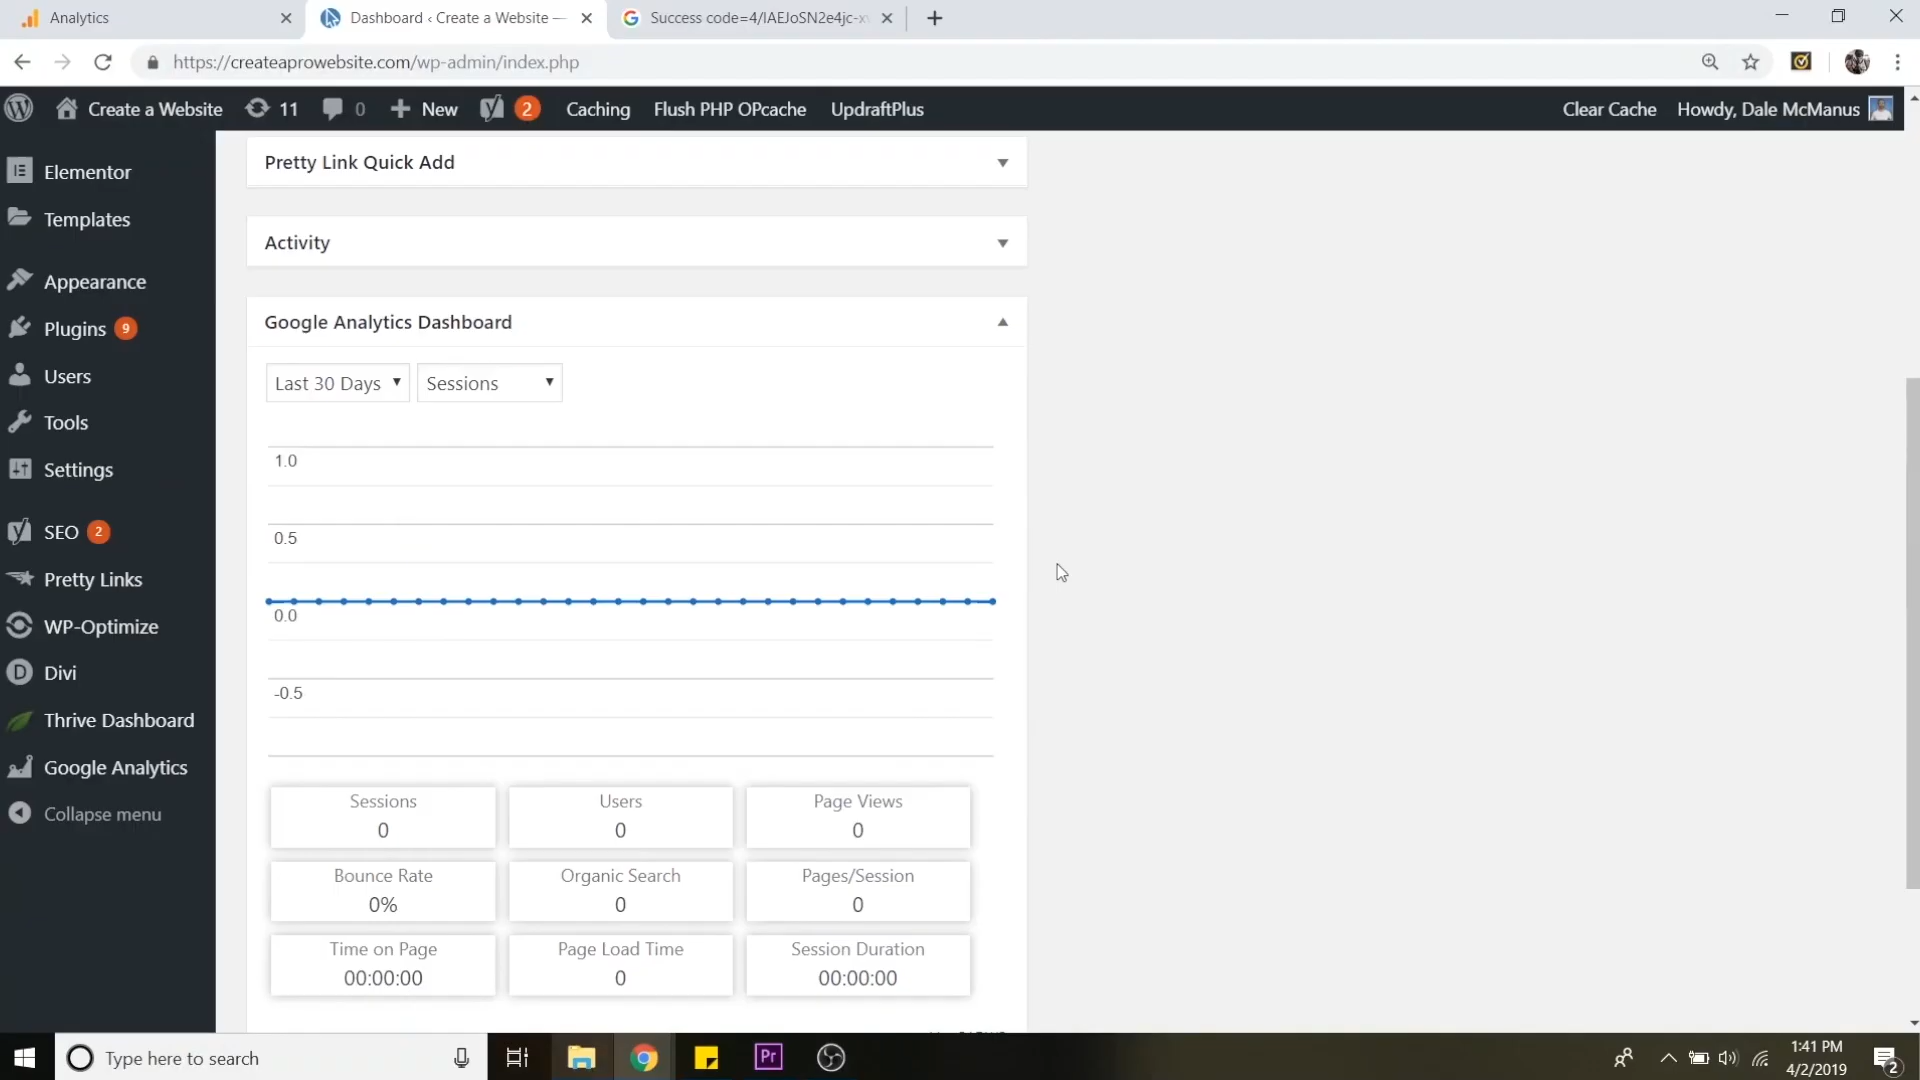 Analytics
Dashboard ‹ Create a Website —
Success code=4/lAEJoSN2e4jc-x
https://createaprowebsite.com/wp-admin/index.php
Create a Website
11
0
New
2
Caching
Flush PHP OPcache
UpdraftPlus
Clear Cache
Howdy, Dale McManus
Elementor
Templates
Appearance
Plugins 9
Users
Tools
Settings
SEO 2
Pretty Links
WP-Optimize
Divi
Thrive Dashboard
Google Analytics
Collapse menu
Pretty Link Quick Add
Activity
Google Analytics Dashboard
Last 30 Days
Sessions
1.0
0.5
0.0
-0.5
Sessions
0
Users
0
Page Views
0
Bounce Rate
0%
Organic Search
0
Pages/Session
0
Time on Page
00:00:00
Page Load Time
0
Session Duration
00:00:00
Type here to search
Pr
1:41 PM
4/2/2019
2